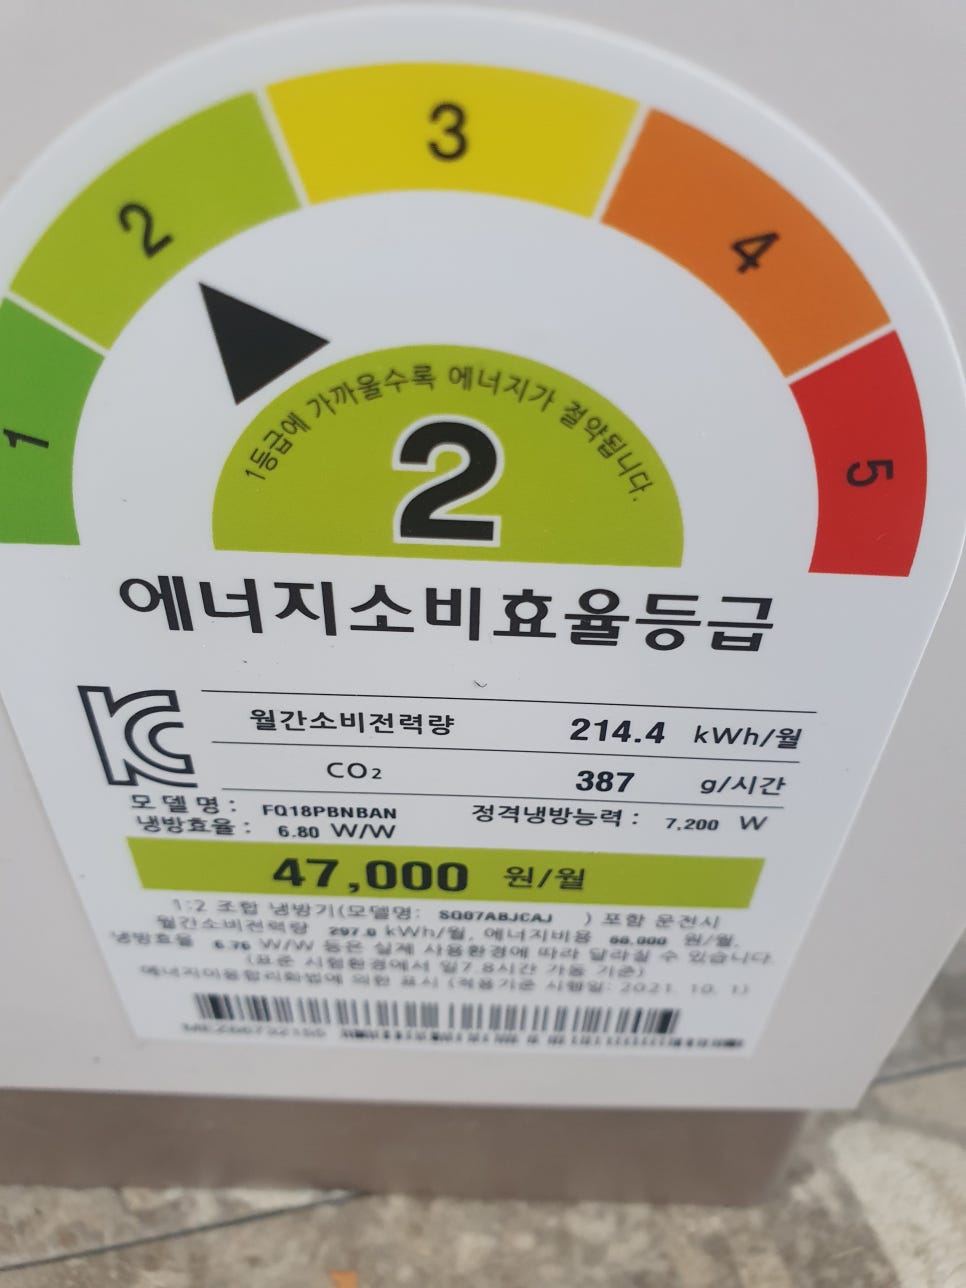 1
2
3
4
5
1등급에 가까울수록 에너지가 절약됩니다.
2
에너지소비효율등급
월간소비전력량 214.4 kWh/월
CO₂ 387 g/시간
모델명 : FQ18PBNBAN 정격냉방능력 : 7,200 W
냉방효율 : 6.80 W/W
47,000 원/월
1:2 조합 냉방기(모델명: SQ07ABJCAJ ) 포함 운전시
월간소비전력량 kWh/월, 에너지비용 원/월,
냉방효율 6.76 W/W 등은 실제 사용환경에 따라 달라질 수 있습니다.
(표준 시험환경에서 일7.8시간 가동 기준)
에너지이용합리화법에 의한 표시 (적용기준 시행일: 2021. 10. 1)